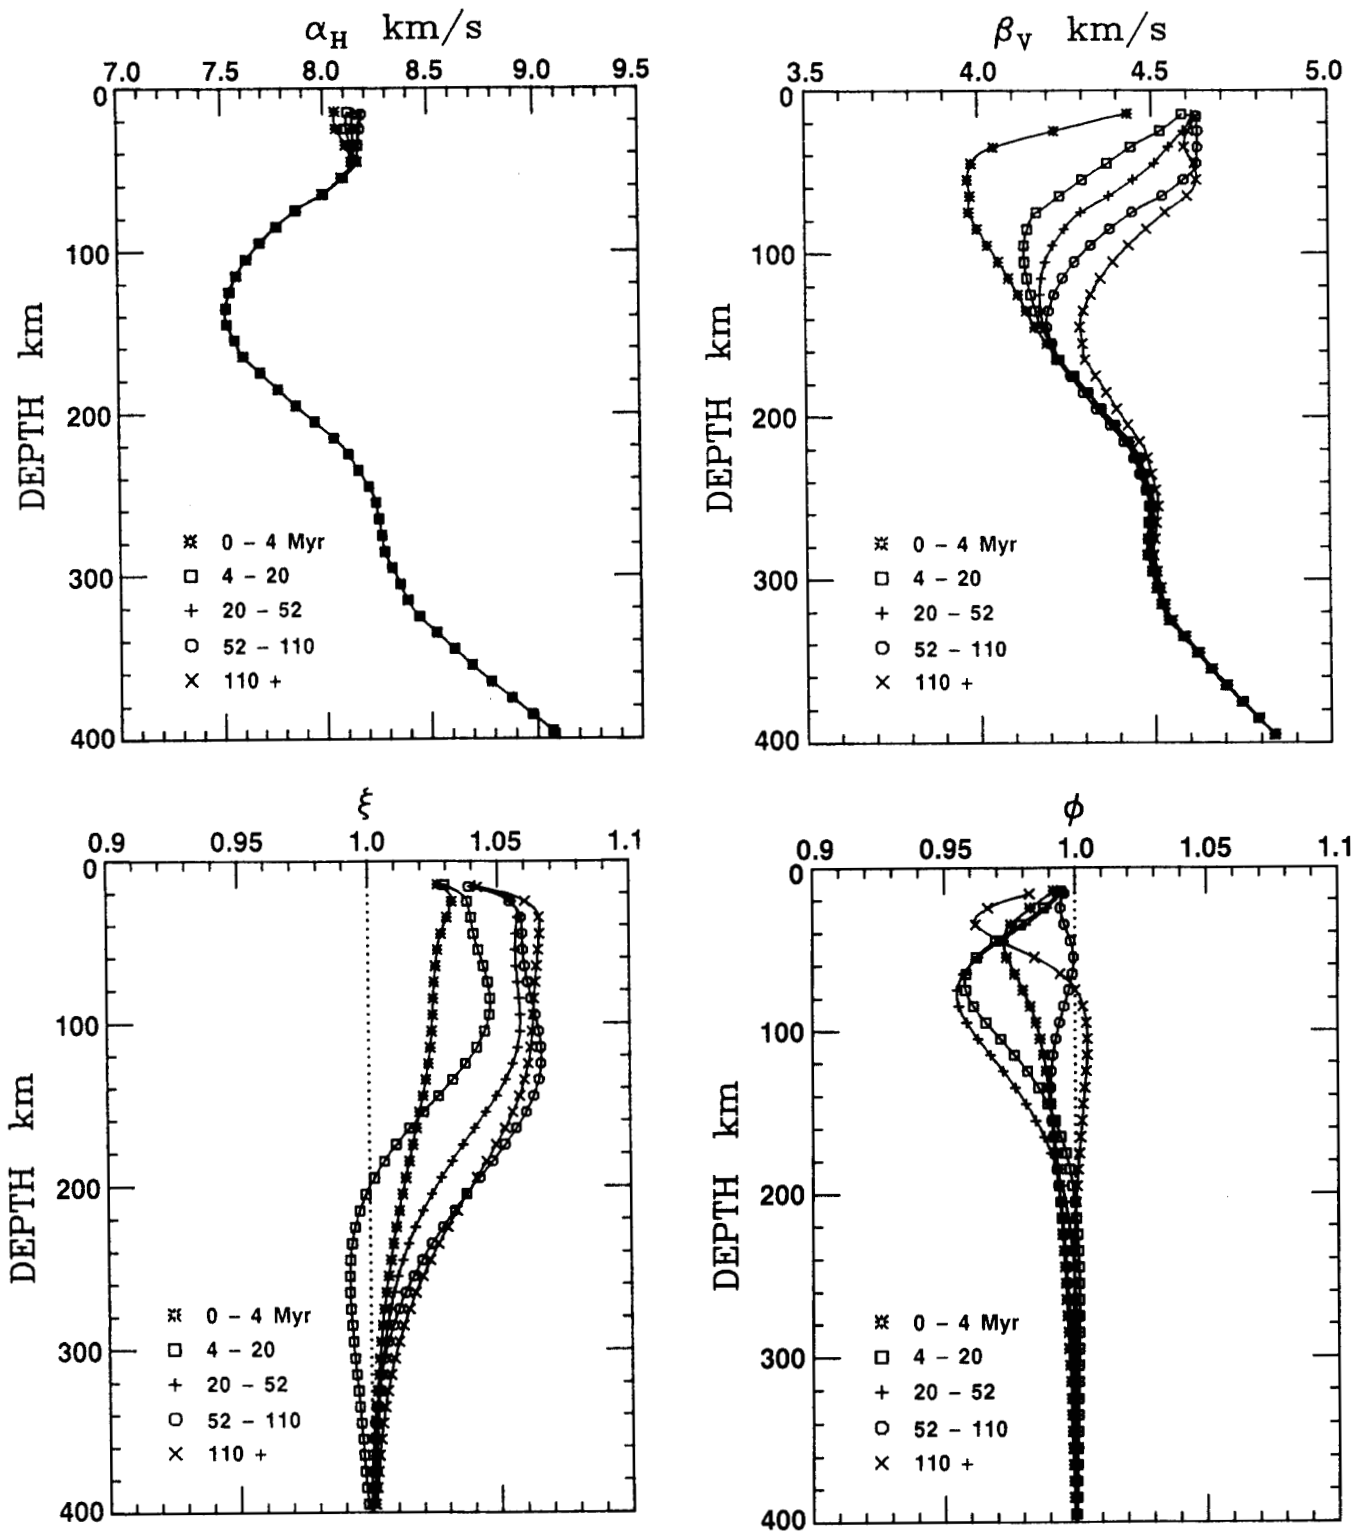 α_H km/s
7.0 7.5 8.0 8.5 9.0 9.5
0
100
200
300
400
DEPTH km
0 – 4 Myr
4 – 20
20 – 52
52 – 110
110 +
β_V km/s
3.5 4.0 4.5 5.0
0
100
200
300
400
DEPTH km
0 – 4 Myr
4 – 20
20 – 52
52 – 110
110 +
ξ
0.9 0.95 1.0 1.05 1.1
0
100
200
300
400
DEPTH km
0 – 4 Myr
4 – 20
20 – 52
52 – 110
110 +
ϕ
0.9 0.95 1.0 1.05 1.1
0
100
200
300
400
DEPTH km
0 – 4 Myr
4 – 20
20 – 52
52 – 110
110 +